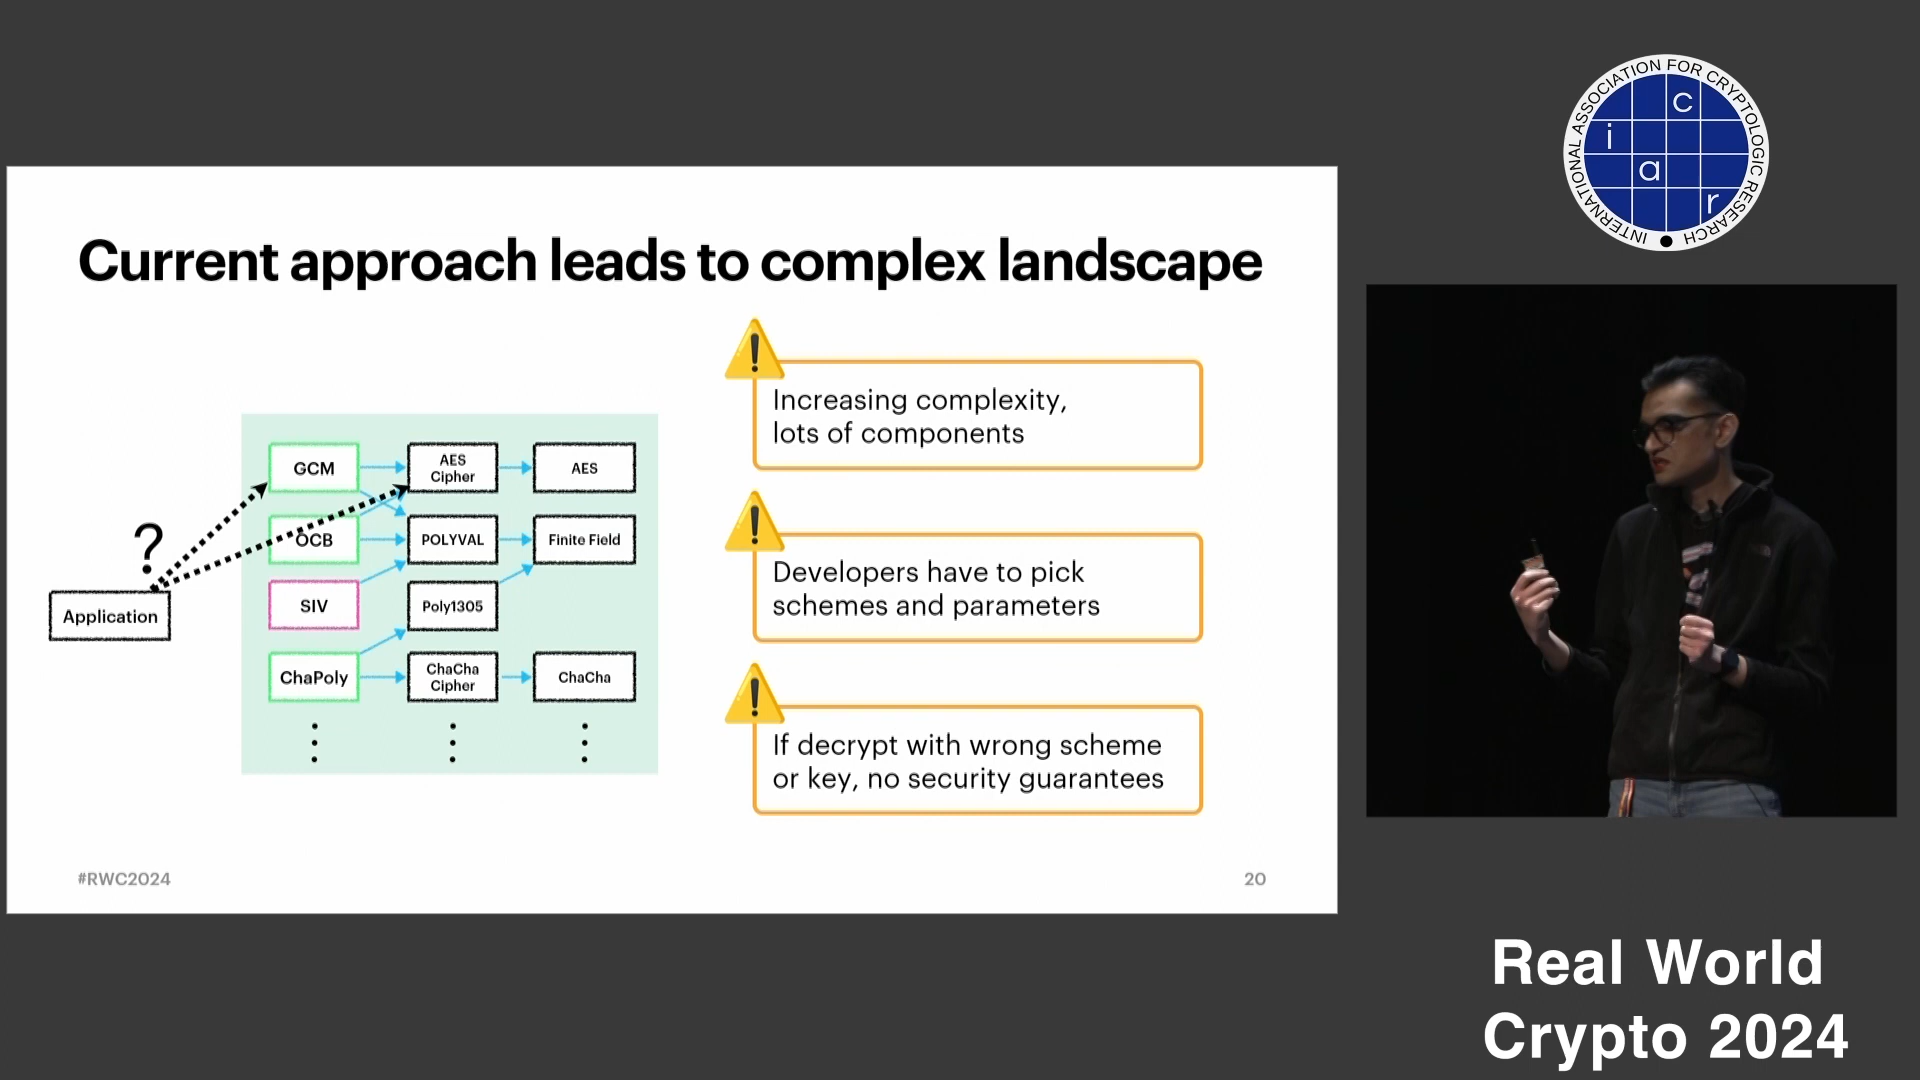 Current approach leads to complex landscape
GCM
AES
Cipher
AES
OCB
POLYVAL
Finite Field
SIV
Poly1305
ChaPoly
ChaCha
Cipher
ChaCha
?
Application
Increasing complexity,
lots of components
Developers have to pick
schemes and parameters
If decrypt with wrong scheme
or key, no security guarantees
#RWC2024
20
INTERNATIONAL ASSOCIATION FOR CRYPTOLOGIC RESEARCH
i a c r
Real World
Crypto 2024